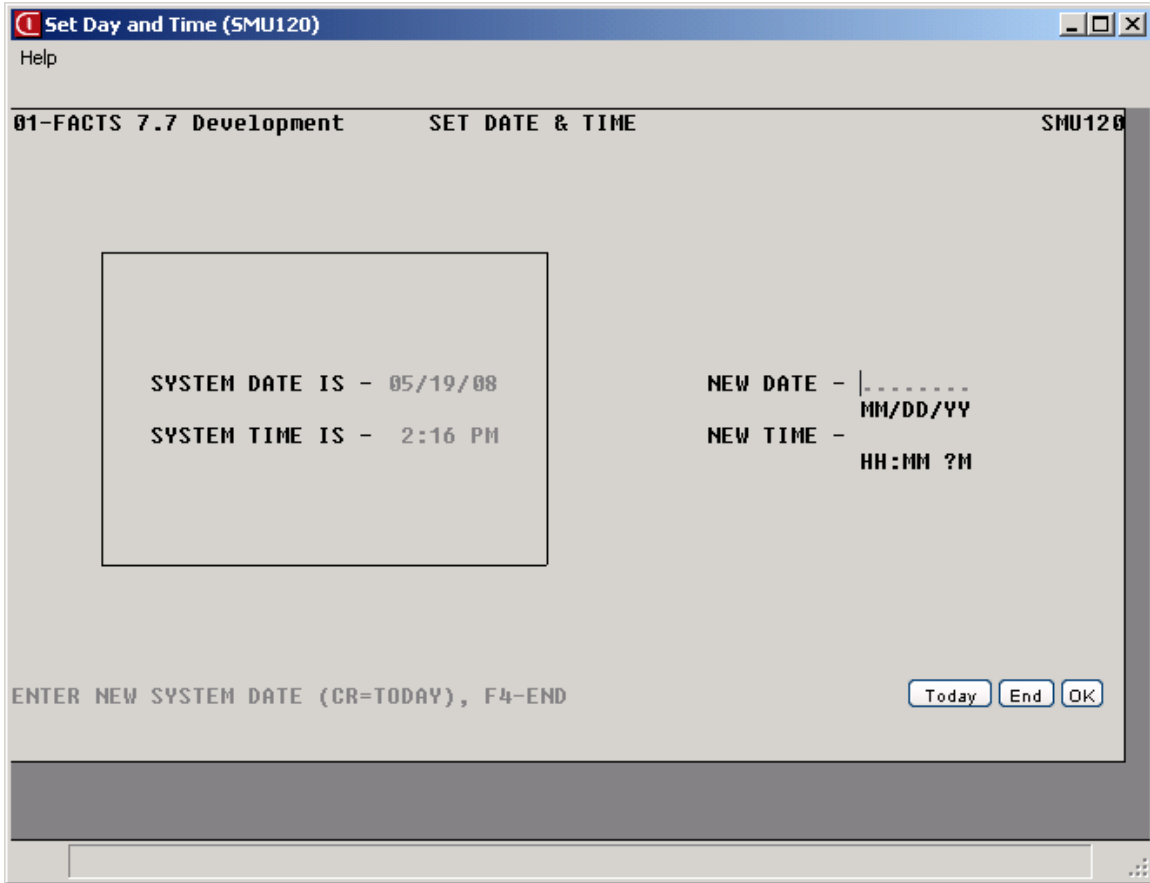 Set Day and Time (SMU120)
Help
01-FACTS 7.7 Development SET DATE & TIME SMU120
SYSTEM DATE IS - 05/19/08 NEW DATE - ........
MM/DD/YY
SYSTEM TIME IS - 2:16 PM NEW TIME -
HH:MM ?M
ENTER NEW SYSTEM DATE (CR=TODAY), F4-END Today End OK